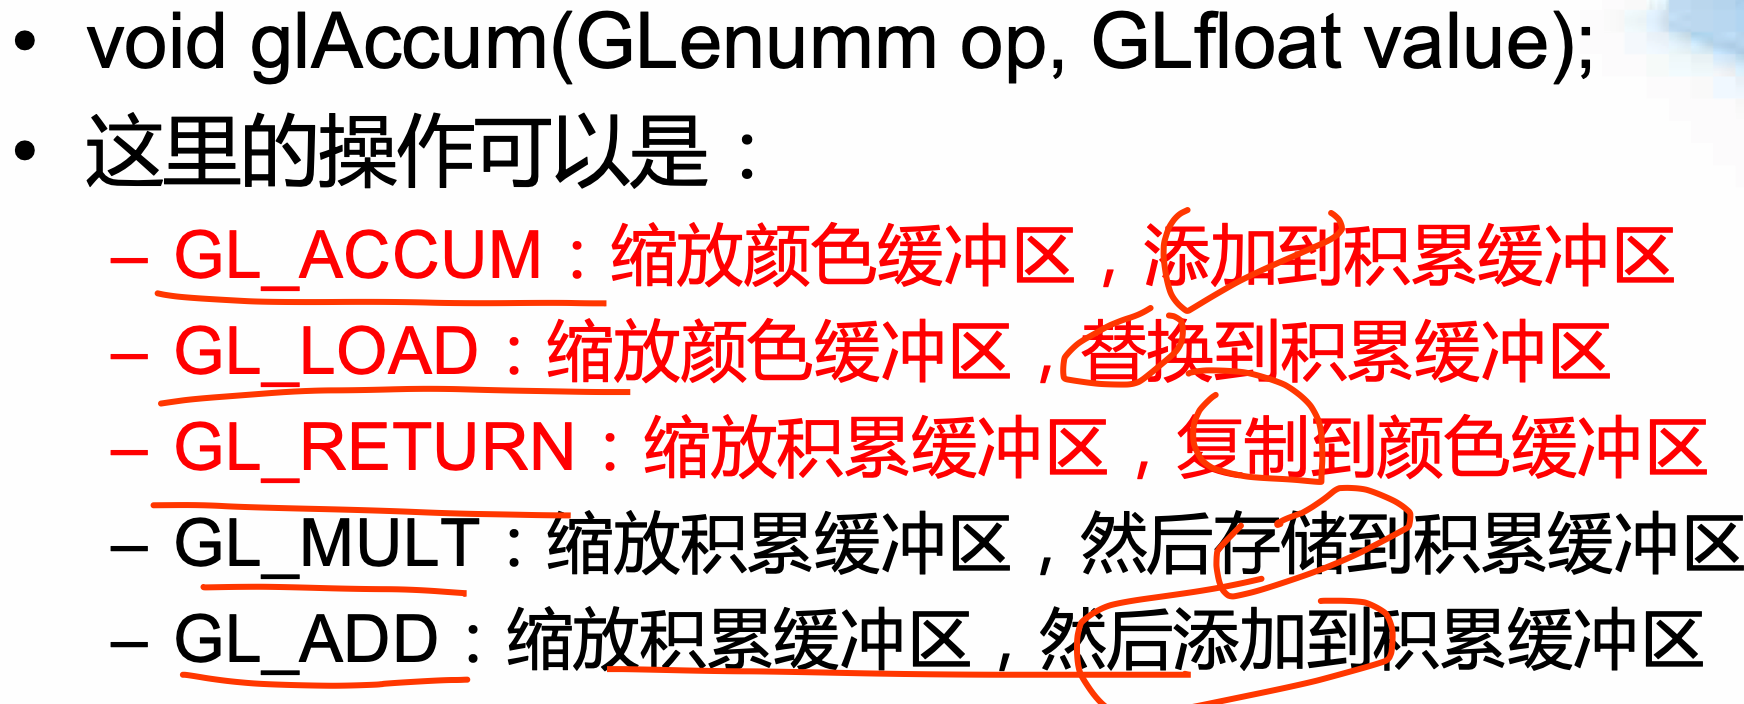 • void glAccum(GLenumm op, GLfloat value);
• 这里的操作可以是：
– GL_ACCUM：缩放颜色缓冲区，添加到积累缓冲区
– GL_LOAD：缩放颜色缓冲区，替换到积累缓冲区
– GL_RETURN：缩放积累缓冲区，复制到颜色缓冲区
– GL_MULT：缩放积累缓冲区，然后存储到积累缓冲区
– GL_ADD：缩放积累缓冲区，然后添加到积累缓冲区